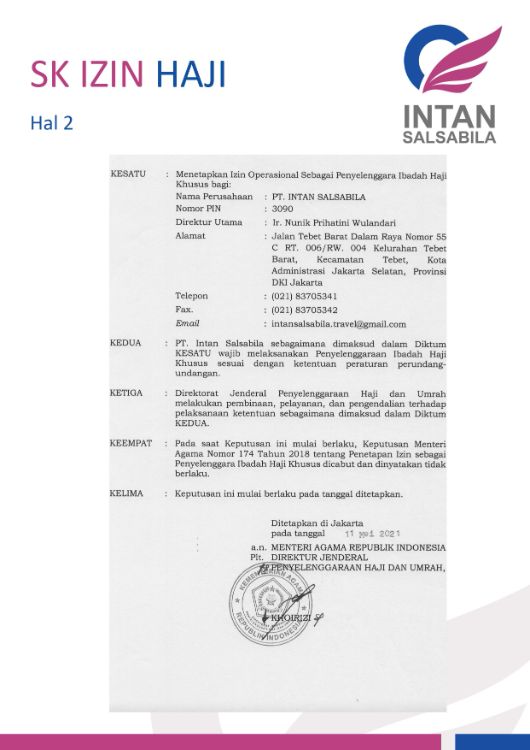 SK IZIN HAJI
Hal 2
INTAN
SALSABILA
KESATU : Menetapkan Izin Operasional Sebagai Penyelenggara Ibadah Haji
Khusus bagi:
Nama Perusahaan : PT. INTAN SALSABILA
Nomor PIN : 3090
Direktur Utama : Ir. Nunik Prihatini Wulandari
Alamat : Jalan Tebet Barat Dalam Raya Nomor 55
C RT. 006/RW. 004 Kelurahan Tebet
Barat, Kecamatan Tebet, Kota
Administrasi Jakarta Selatan, Provinsi
DKI Jakarta
Telepon : (021) 83705341
Fax. : (021) 83705342
Email : intansalsabila.travel@gmail.com
KEDUA : PT. Intan Salsabila sebagaimana dimaksud dalam Diktum
KESATU wajib melaksanakan Penyelenggaraan Ibadah Haji
Khusus sesuai dengan ketentuan peraturan perundang-
undangan.
KETIGA : Direktorat Jenderal Penyelenggaraan Haji dan Umrah
melakukan pembinaan, pelayanan, dan pengendalian terhadap
pelaksanaan ketentuan sebagaimana dimaksud dalam Diktum
KEDUA.
KEEMPAT : Pada saat Keputusan ini mulai berlaku, Keputusan Menteri
Agama Nomor 174 Tahun 2018 tentang Penetapan Izin sebagai
Penyelenggara Ibadah Haji Khusus dicabut dan dinyatakan tidak
berlaku.
KELIMA : Keputusan ini mulai berlaku pada tanggal ditetapkan.
Ditetapkan di Jakarta
pada tanggal 11 Mei 2021
a.n. MENTERI AGAMA REPUBLIK INDONESIA
Plt. DIREKTUR JENDERAL
PENYELENGGARAAN HAJI DAN UMRAH,
KEMENTERIAN AGAMA
REPUBLIK INDONESIA
KHOIRIZI